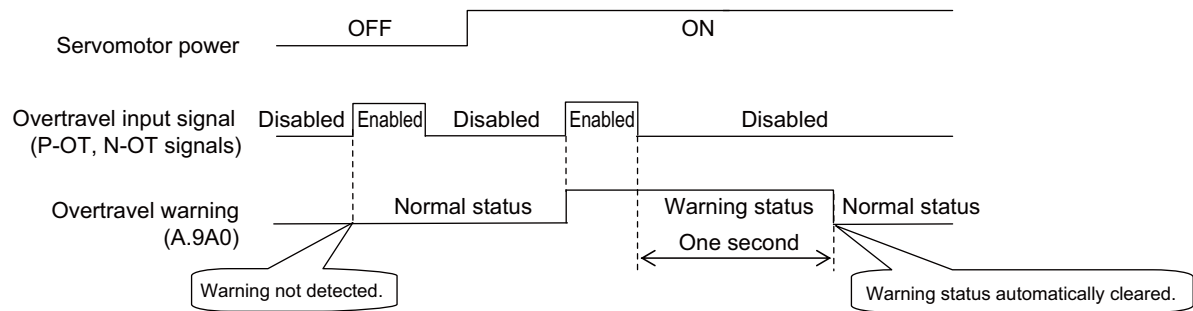 OFF
ON
Servomotor power
Overtravel input signal
(P-OT, N-OT signals)
Disabled
Enabled
Disabled
Enabled
Disabled
Overtravel warning
(A.9A0)
Normal status
Warning status
Normal status
One second
Warning not detected.
Warning status automatically cleared.